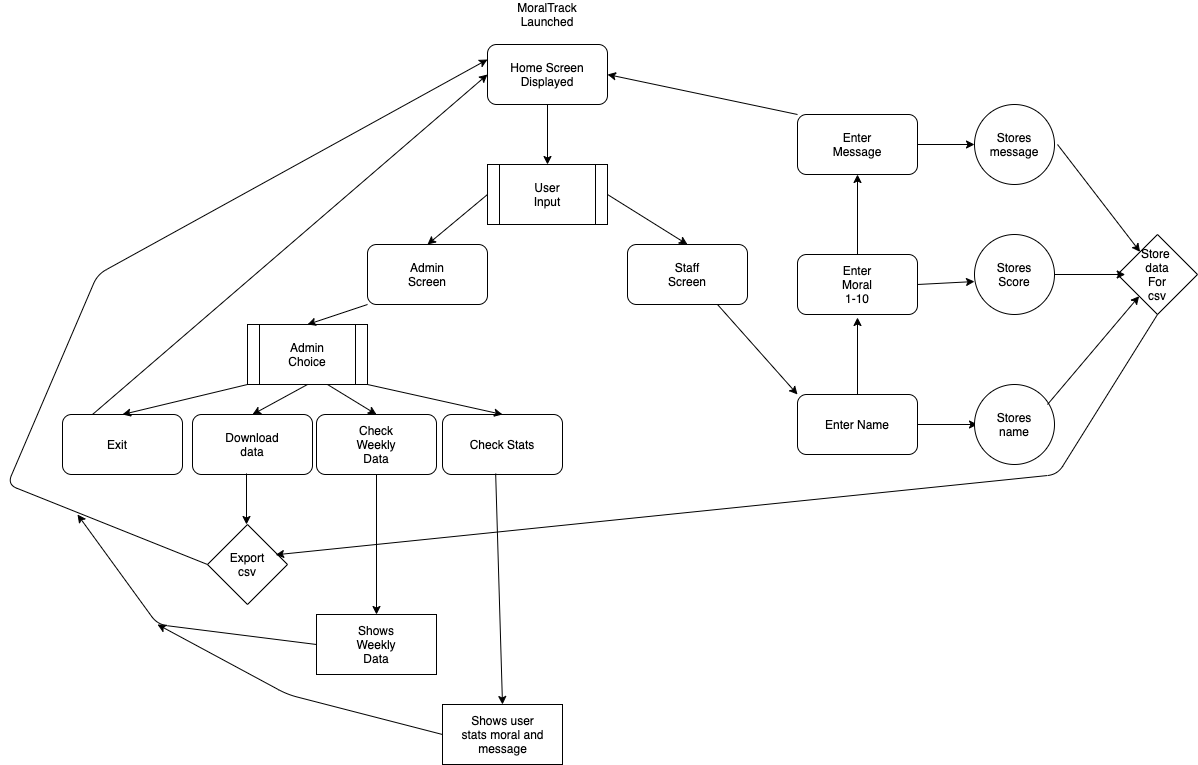 MoralTrack
Launched
Home Screen
Displayed
User
Input
Admin
Screen
Staff
Screen
Enter
Message
Stores
message
Enter
Moral
1-10
Stores
Score
Store
data
For
csv
Admin
Choice
Exit
Download
data
Check
Weekly
Data
Check Stats
Enter Name
Stores
name
Export
csv
Shows
Weekly
Data
Shows user
stats moral and
message